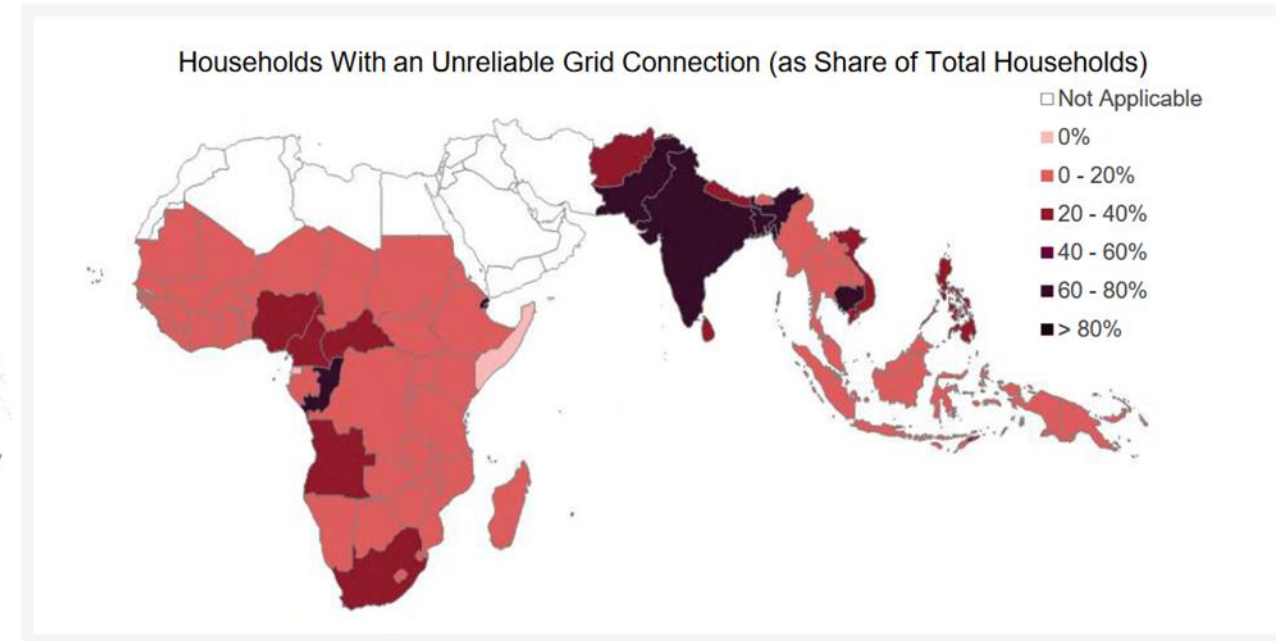 Households With an Unreliable Grid Connection (as Share of Total Households)
Not Applicable
0%
0 - 20%
20 - 40%
40 - 60%
60 - 80%
> 80%